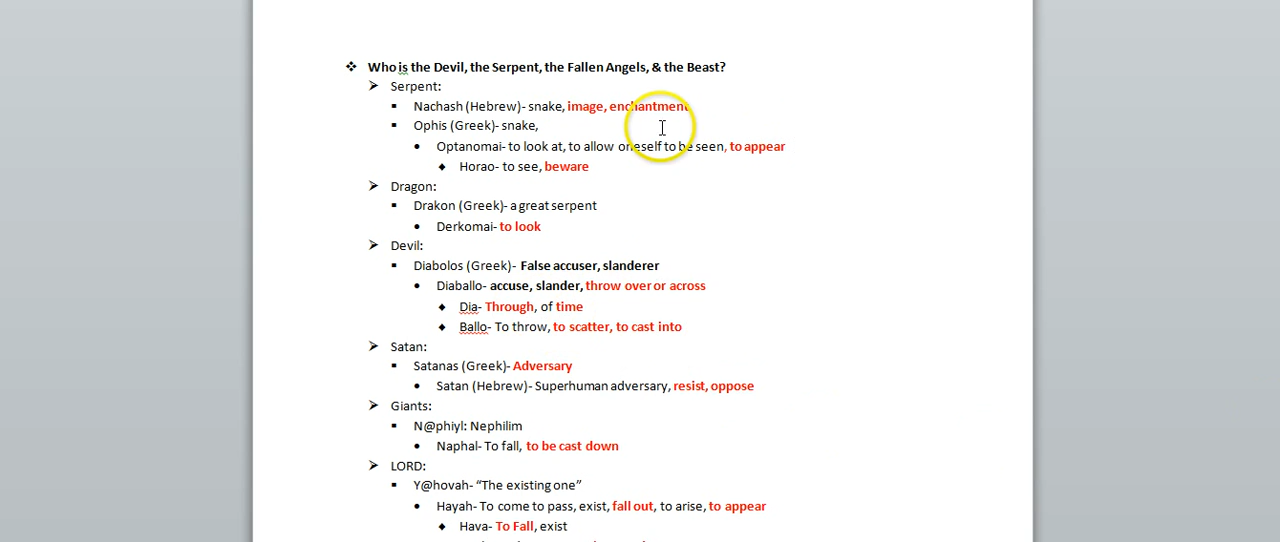 Who is the Devil, the Serpent, the Fallen Angels, & the Beast?
Serpent:
Nachash (Hebrew)- snake, image, enchantment
Ophis (Greek)- snake,
Optanomai- to look at, to allow oneself to be seen, to appear
Horao- to see, beware
Dragon:
Drakon (Greek)- a great serpent
Derkomai- to look
Devil:
Diabolos (Greek)- False accuser, slanderer
Diaballo- accuse, slander, throw over or across
Dia- Through, of time
Ballo- To throw, to scatter, to cast into
Satan:
Satanas (Greek)- Adversary
Satan (Hebrew)- Superhuman adversary, resist, oppose
Giants:
N@phiyl: Nephilim
Naphal- To fall, to be cast down
LORD:
Y@hovah- “The existing one”
Hayah- To come to pass, exist, fall out, to arise, to appear
Hava- To Fall, exist